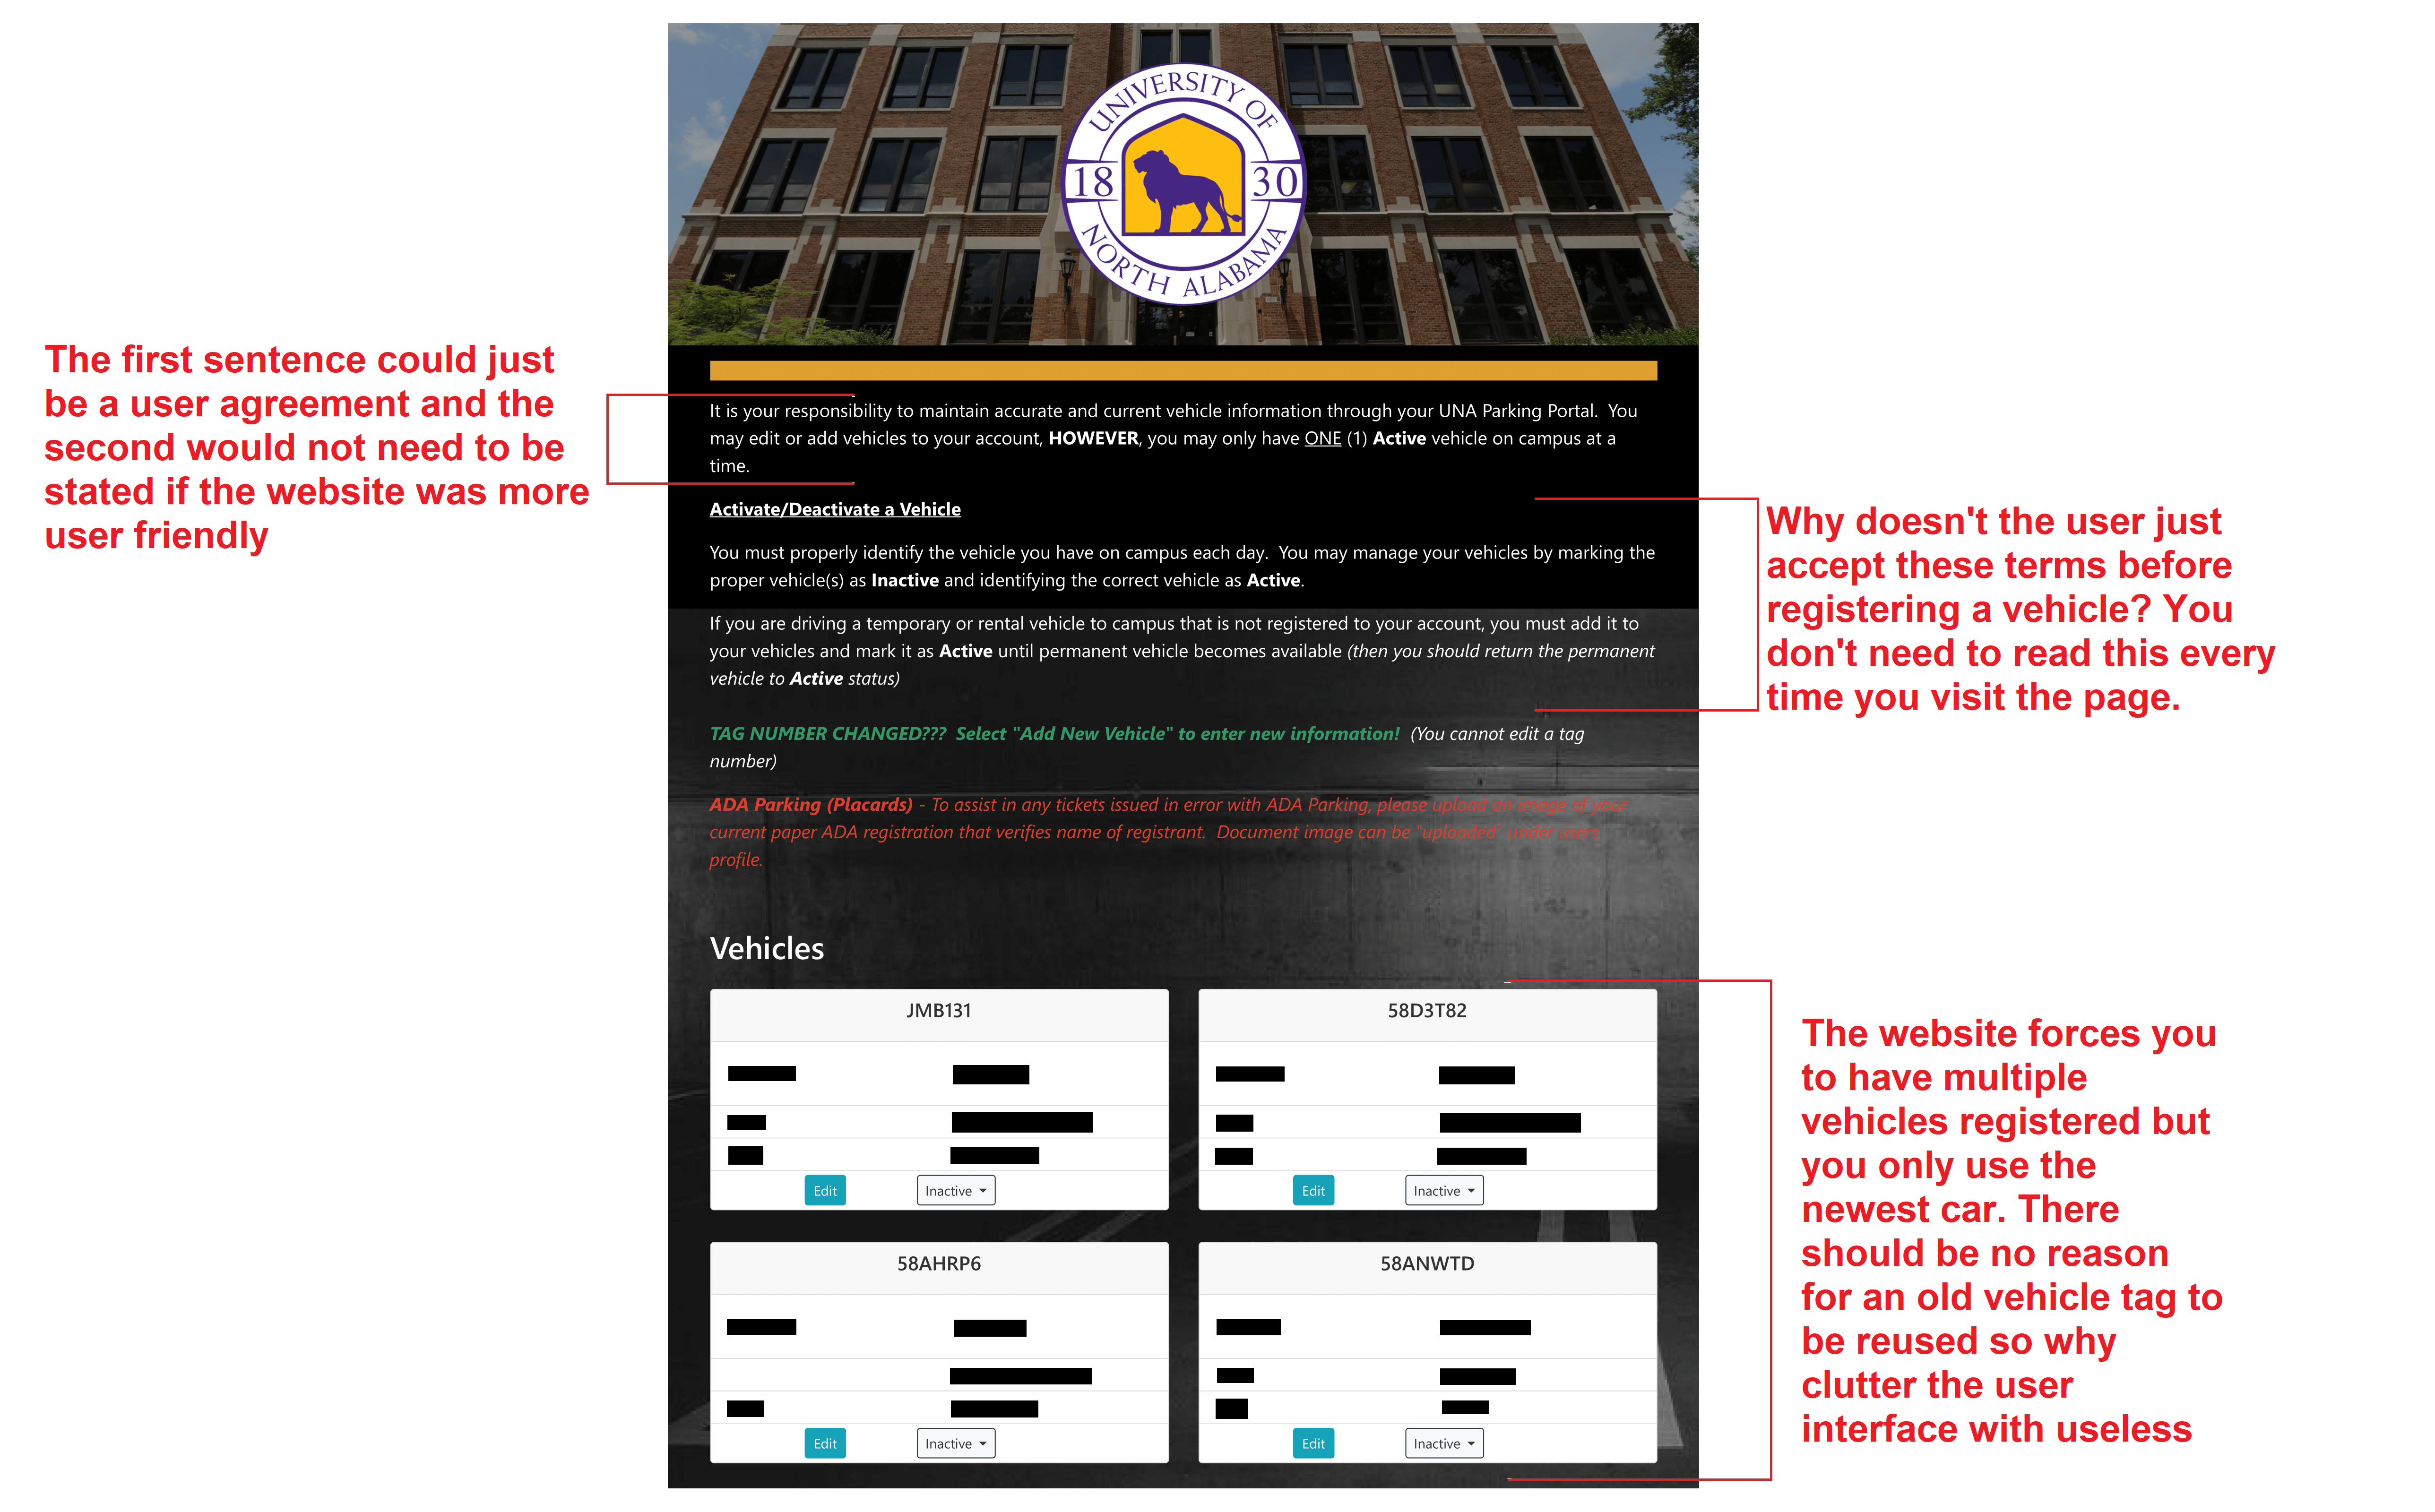 UNIVERSITY OF
18 30
NORTH ALABAMA
The first sentence could just
be a user agreement and the
second would not need to be
stated if the website was more
user friendly
It is your responsibility to maintain accurate and current vehicle information through your UNA Parking Portal.  You
may edit or add vehicles to your account, HOWEVER, you may only have ONE (1) Active vehicle on campus at a
time.
Activate/Deactivate a Vehicle
You must properly identify the vehicle you have on campus each day.  You may manage your vehicles by marking the
proper vehicle(s) as Inactive and identifying the correct vehicle as Active.
If you are driving a temporary or rental vehicle to campus that is not registered to your account, you must add it to
your vehicles and mark it as Active until permanent vehicle becomes available (then you should return the permanent
vehicle to Active status)
Why doesn't the user just
accept these terms before
registering a vehicle? You
don't need to read this every
time you visit the page.
TAG NUMBER CHANGED???  Select "Add New Vehicle" to enter new information!  (You cannot edit a tag
number)
ADA Parking (Placards) - To assist in any tickets issued in error with ADA Parking, please upload an image of your
current paper ADA registration that verifies name of registrant.  Document image can be "uploaded" under users
profile.
Vehicles
JMB131
Edit Inactive
58D3T82
Edit Inactive
58AHRP6
Edit Inactive
58ANWTD
Edit Inactive
The website forces you
to have multiple
vehicles registered but
you only use the
newest car. There
should be no reason
for an old vehicle tag to
be reused so why
clutter the user
interface with useless